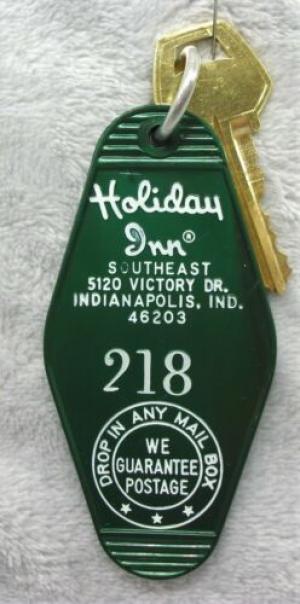 Holiday
Inn®
SOUTHEAST
5120 VICTORY DR.
INDIANAPOLIS, IND.
46203
218
DROP IN ANY MAIL BOX
WE
GUARANTEE
POSTAGE